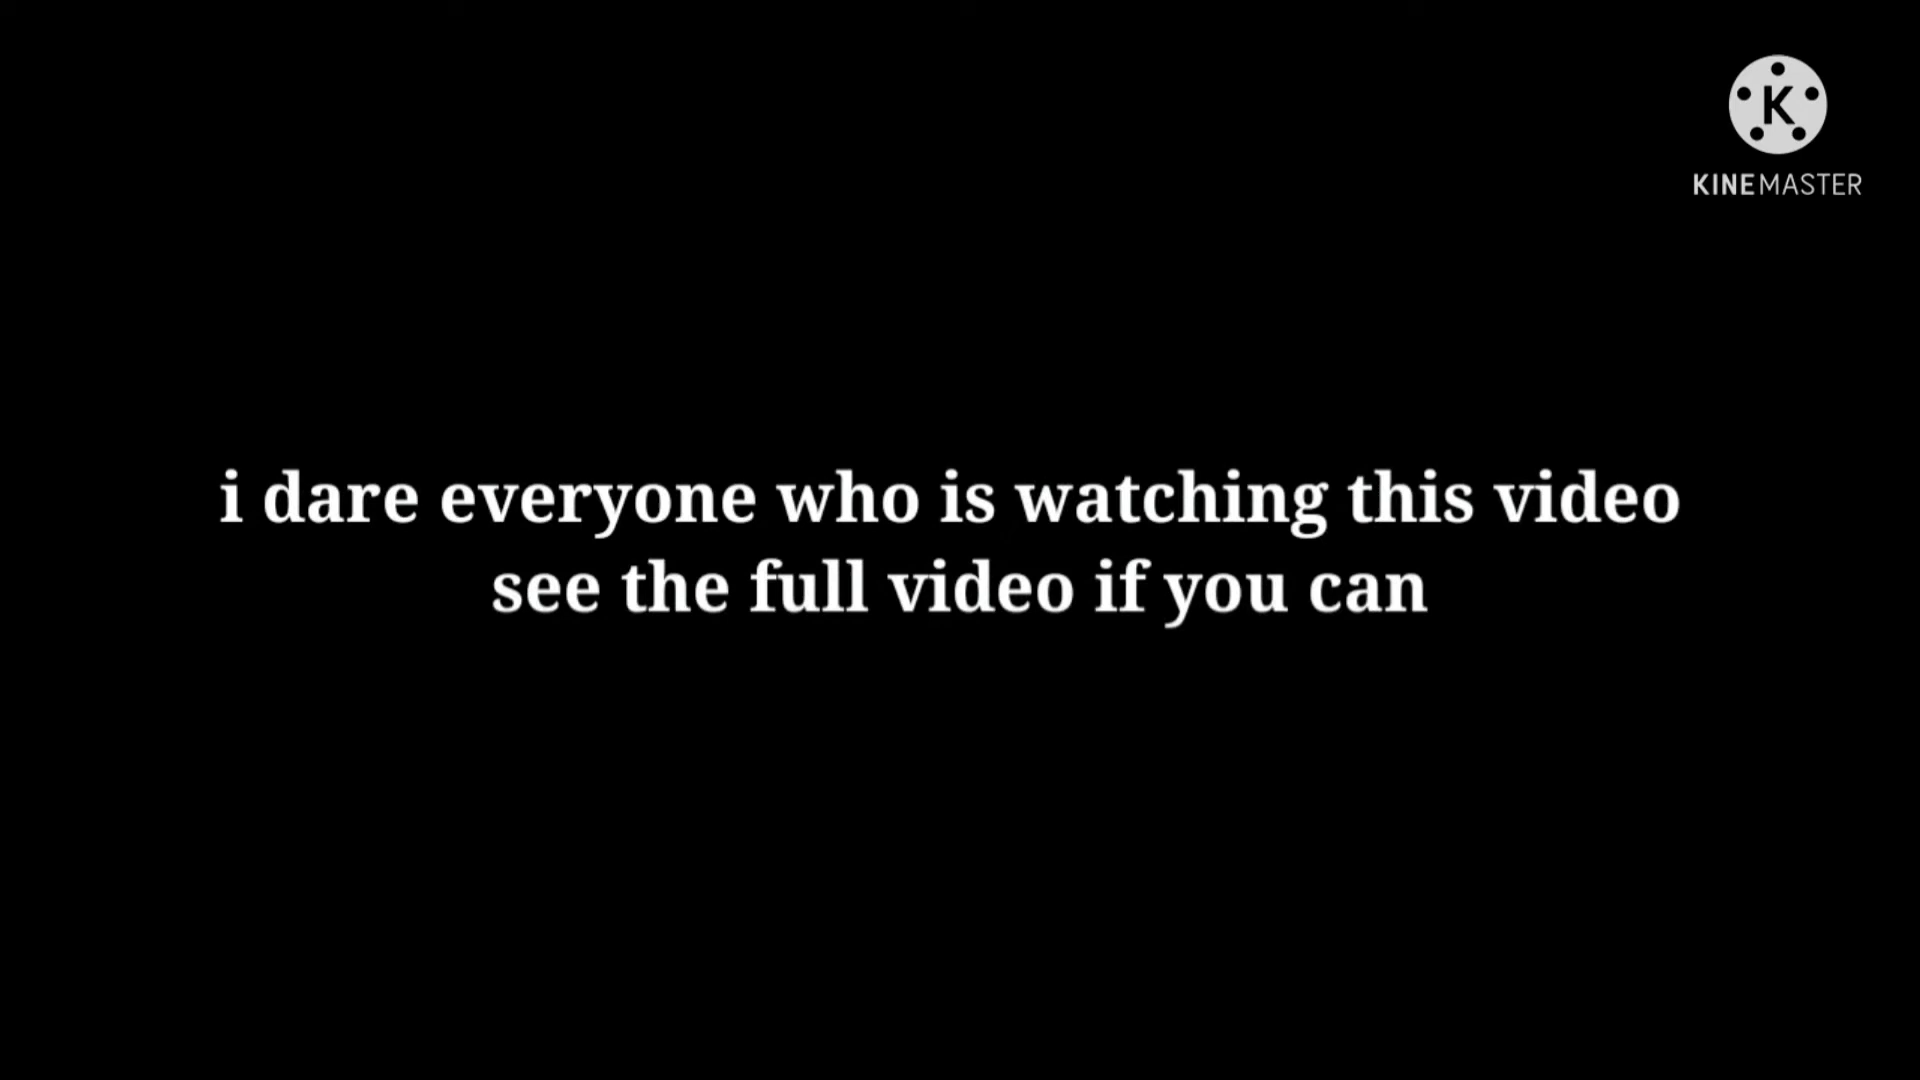 K
KINEMASTER
i dare everyone who is watching this video
see the full video if you can